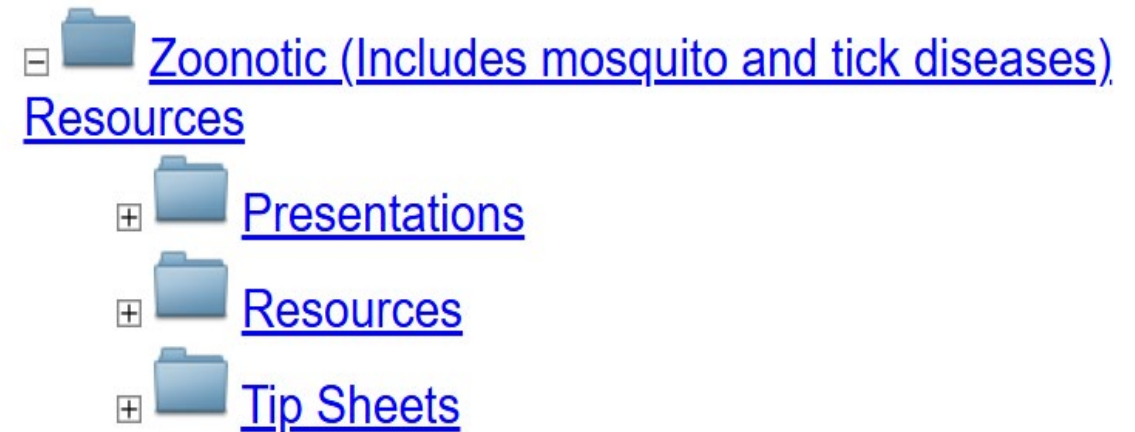 Zoonotic (Includes mosquito and tick diseases)
Resources
Presentations
Resources
Tip Sheets